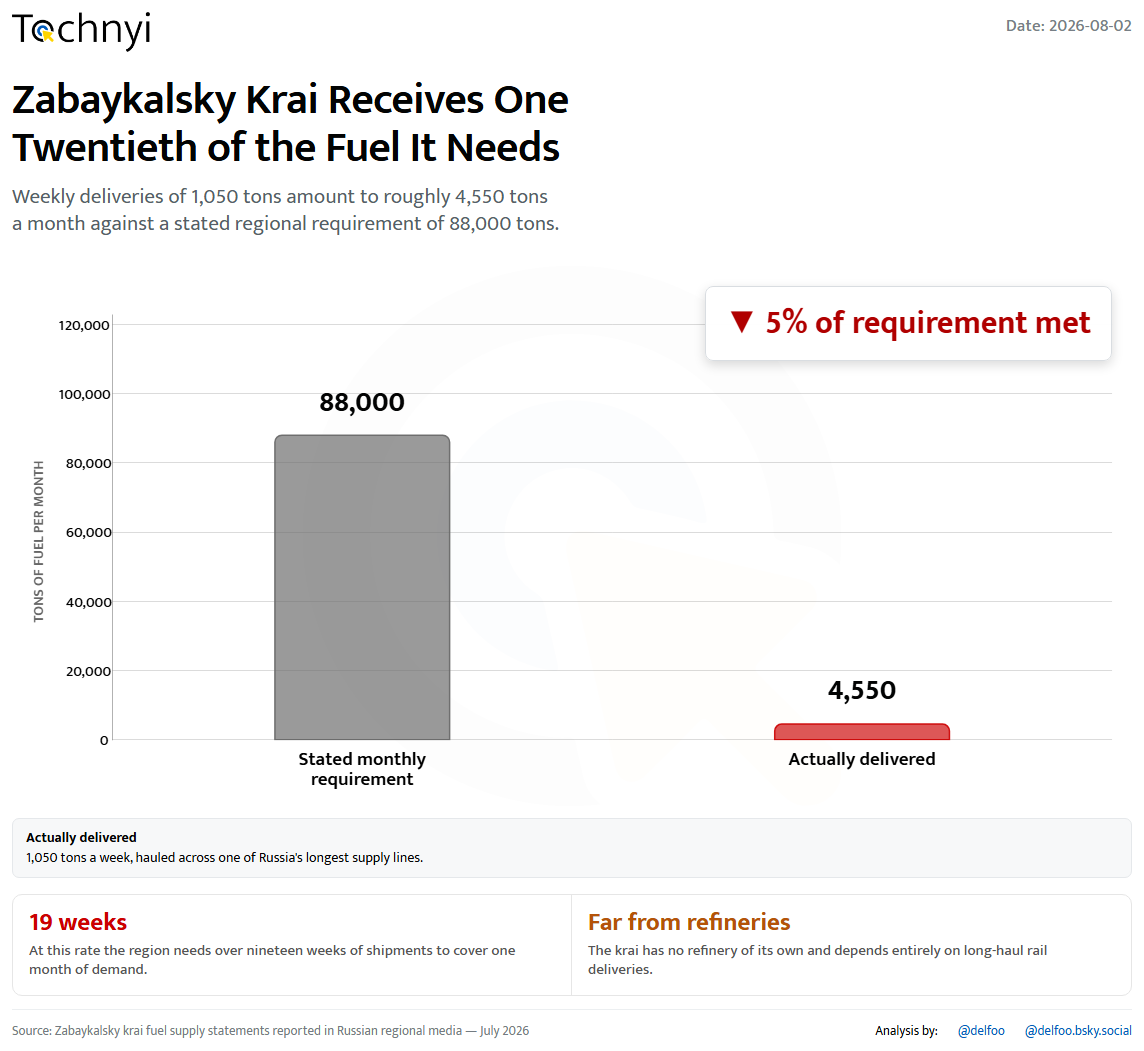 Technyi
Date: 2026-08-02
Zabaykalsky Krai Receives One
Twentieth of the Fuel It Needs
Weekly deliveries of 1,050 tons amount to roughly 4,550 tons
a month against a stated regional requirement of 88,000 tons.
▼ 5% of requirement met
TONS OF FUEL PER MONTH
120,000
100,000
80,000
60,000
40,000
20,000
0
88,000
4,550
Stated monthly
requirement
Actually delivered
Actually delivered
1,050 tons a week, hauled across one of Russia's longest supply lines.
19 weeks
At this rate the region needs over nineteen weeks of shipments to cover one
month of demand.
Far from refineries
The krai has no refinery of its own and depends entirely on long-haul rail
deliveries.
Source: Zabaykalsky krai fuel supply statements reported in Russian regional media — July 2026
Analysis by: @delfoo @delfoo.bsky.social